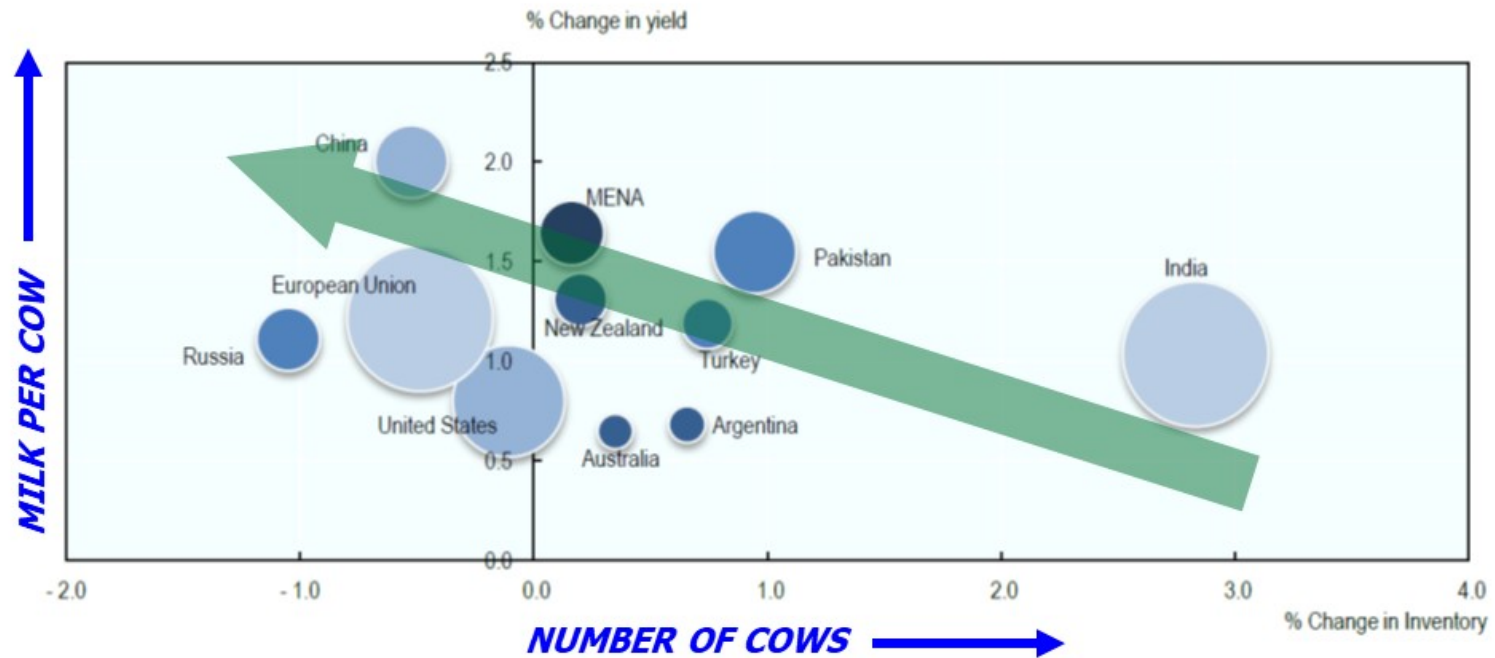 % Change in yield
2.5
China
2.0
MENA
1.5
Pakistan
India
European Union
New Zealand
Russia
1.0
Turkey
United States
Argentina
0.5
Australia
0.0
- 2.0
- 1.0
0.0
1.0
2.0
3.0
4.0
% Change in Inventory
MILK PER COW
NUMBER OF COWS